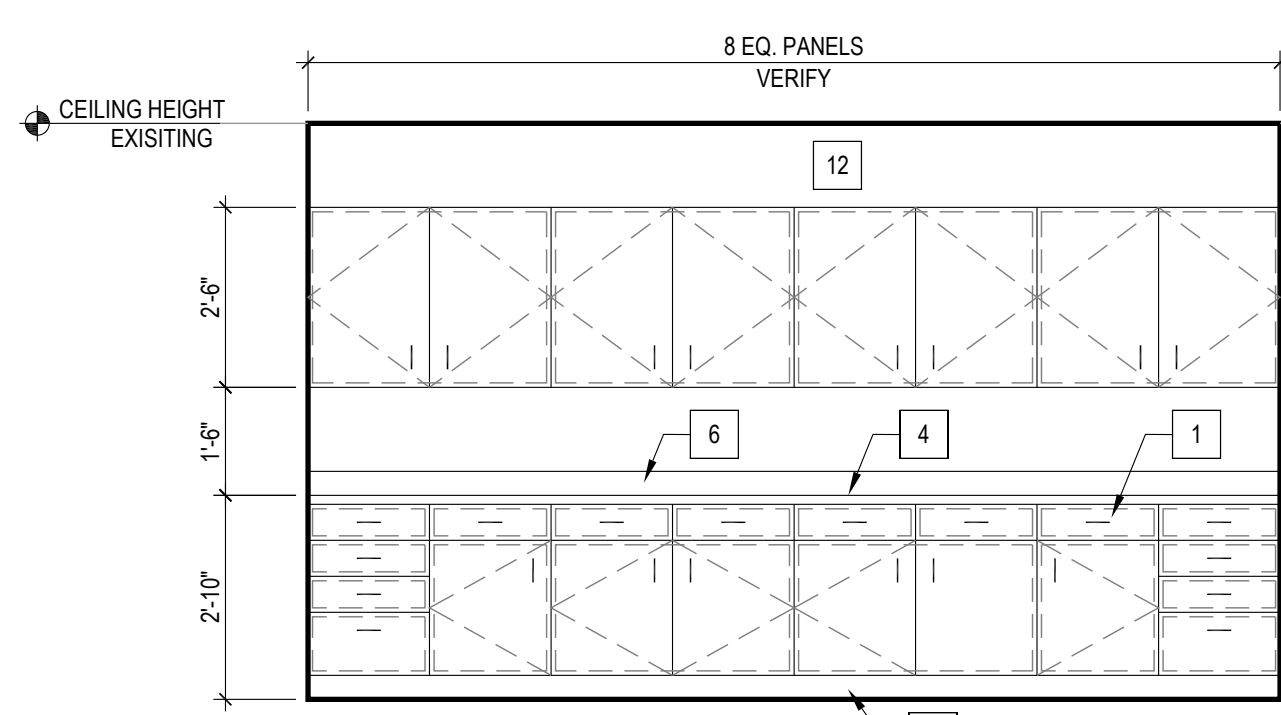 8 EQ. PANELS
VERIFY
CEILING HEIGHT
EXISITING
12
2'-6"
1'-6"
6
4
1
2'-10"